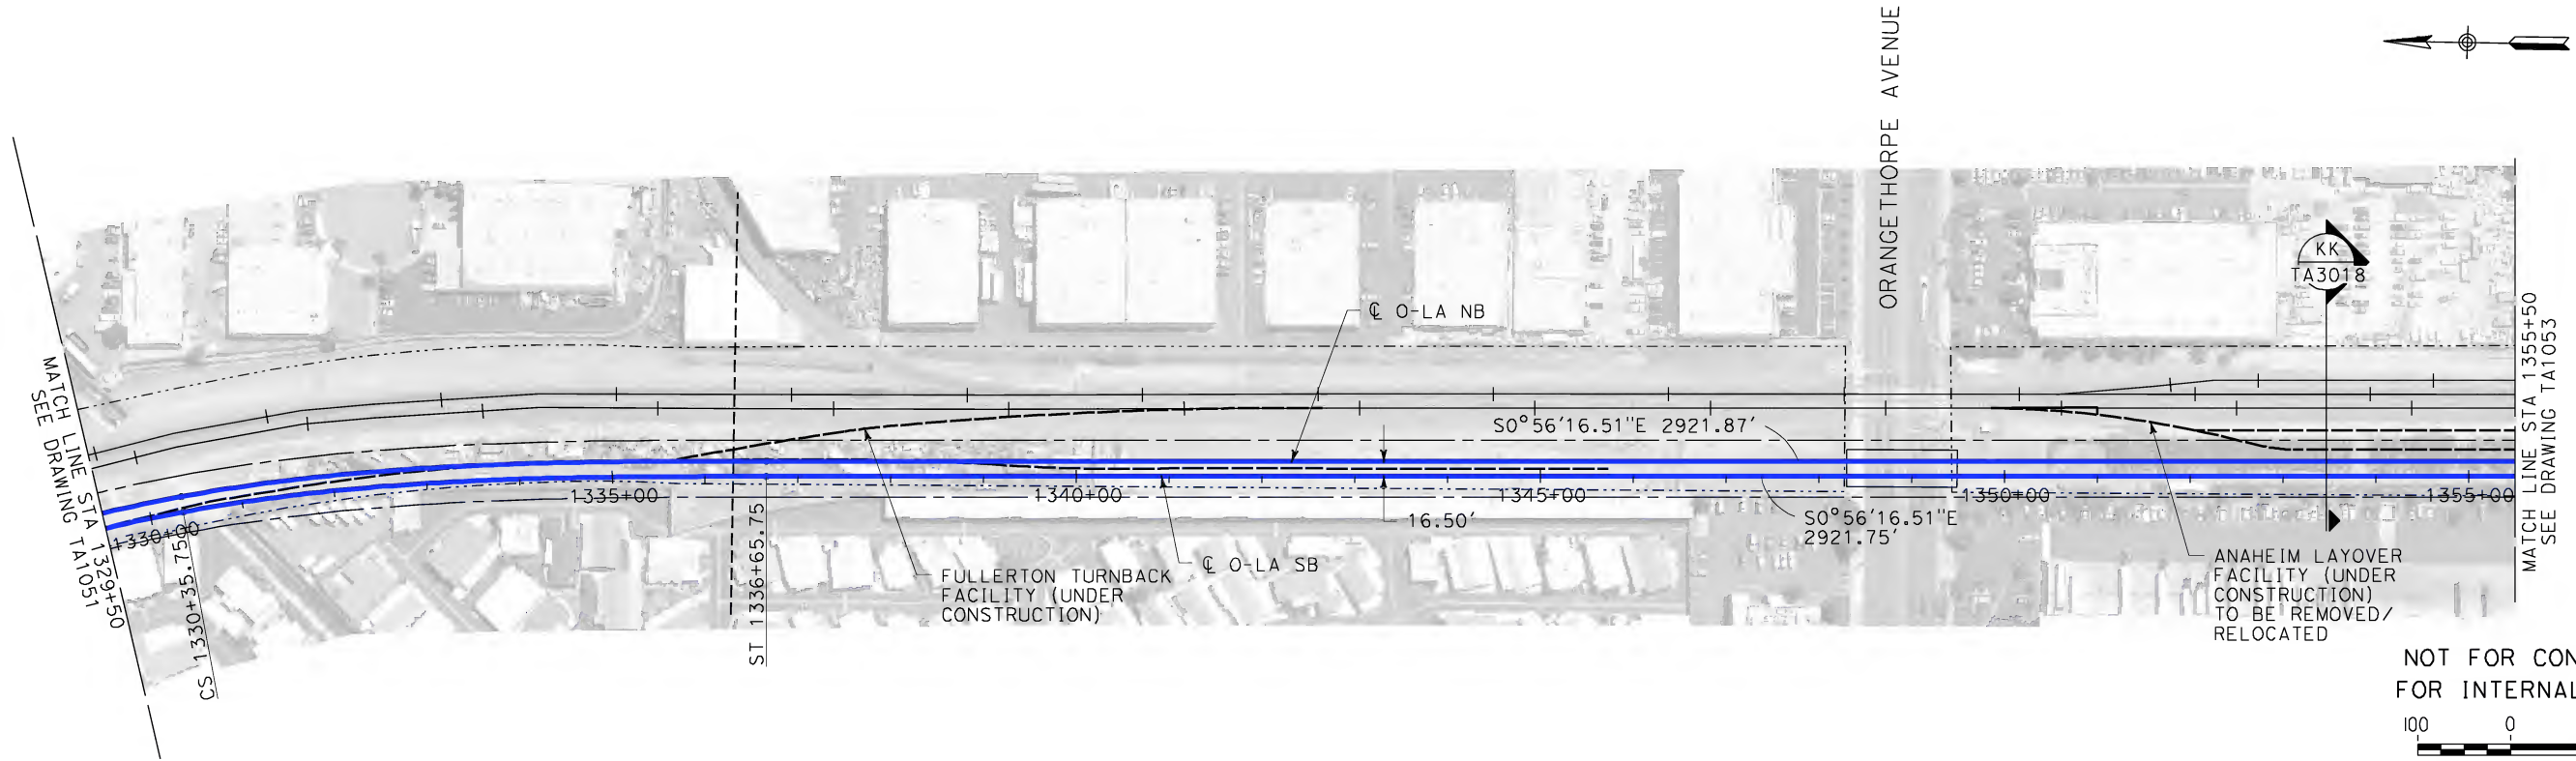 ORANGETHORPE AVENUE
KK
TA3018
℄ O-LA NB
MATCH LINE STA 1355+50
SEE DRAWING TA1053
MATCH LINE STA 1329+50
SEE DRAWING TA1051
S0°56'16.51"E 2921.87'
1330+00
1335+00
1340+00
1345+00
1350+00
1355+00
CS 1330+35.75
ST 1336+65.75
16.50'
S0°56'16.51"E
2921.75'
℄ O-LA SB
FULLERTON TURNBACK
FACILITY (UNDER
CONSTRUCTION)
ANAHEIM LAYOVER
FACILITY (UNDER
CONSTRUCTION)
TO BE REMOVED/
RELOCATED
NOT FOR CON
FOR INTERNAL
100 0